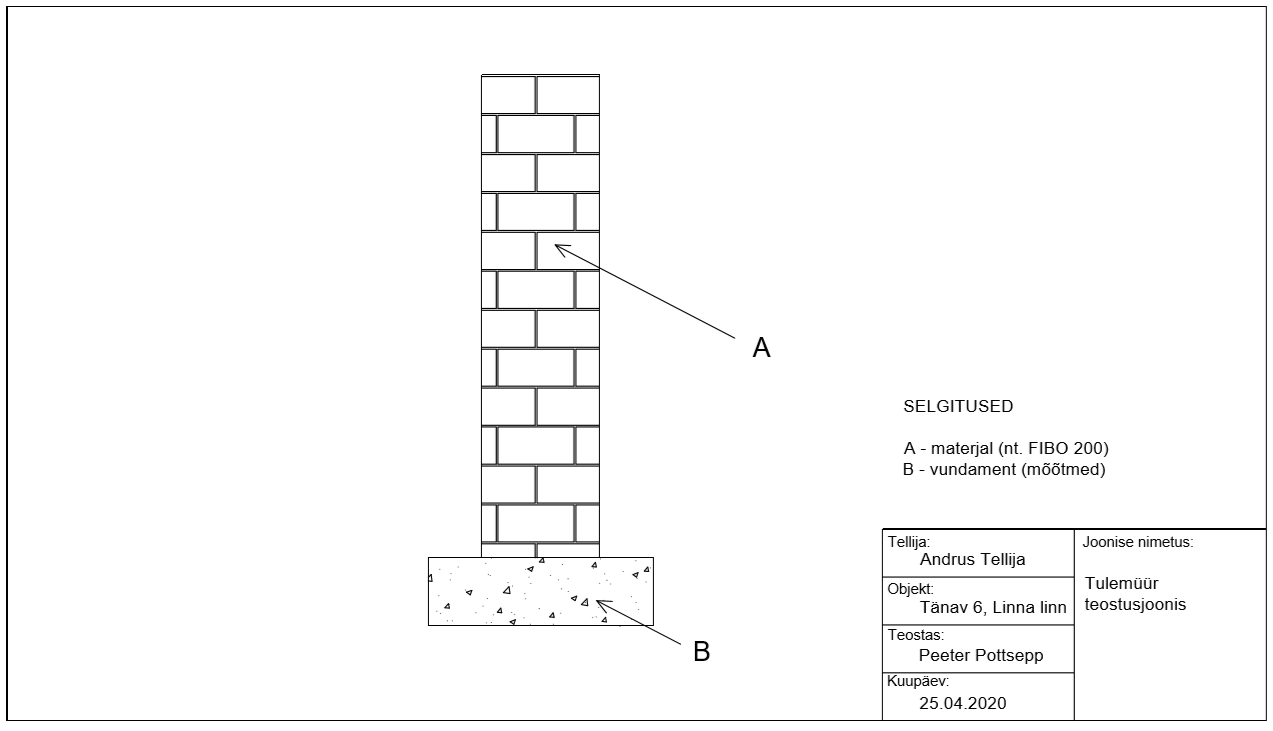 A
B
SELGITUSED
A - materjal (nt. FIBO 200)
B - vundament (mõõtmed)
Tellija:
Andrus Tellija
Objekt:
Tänav 6, Linna linn
Teostas:
Peeter Pottsepp
Kuupäev:
25.04.2020
Joonise nimetus:
Tulemüür
teostusjoonis